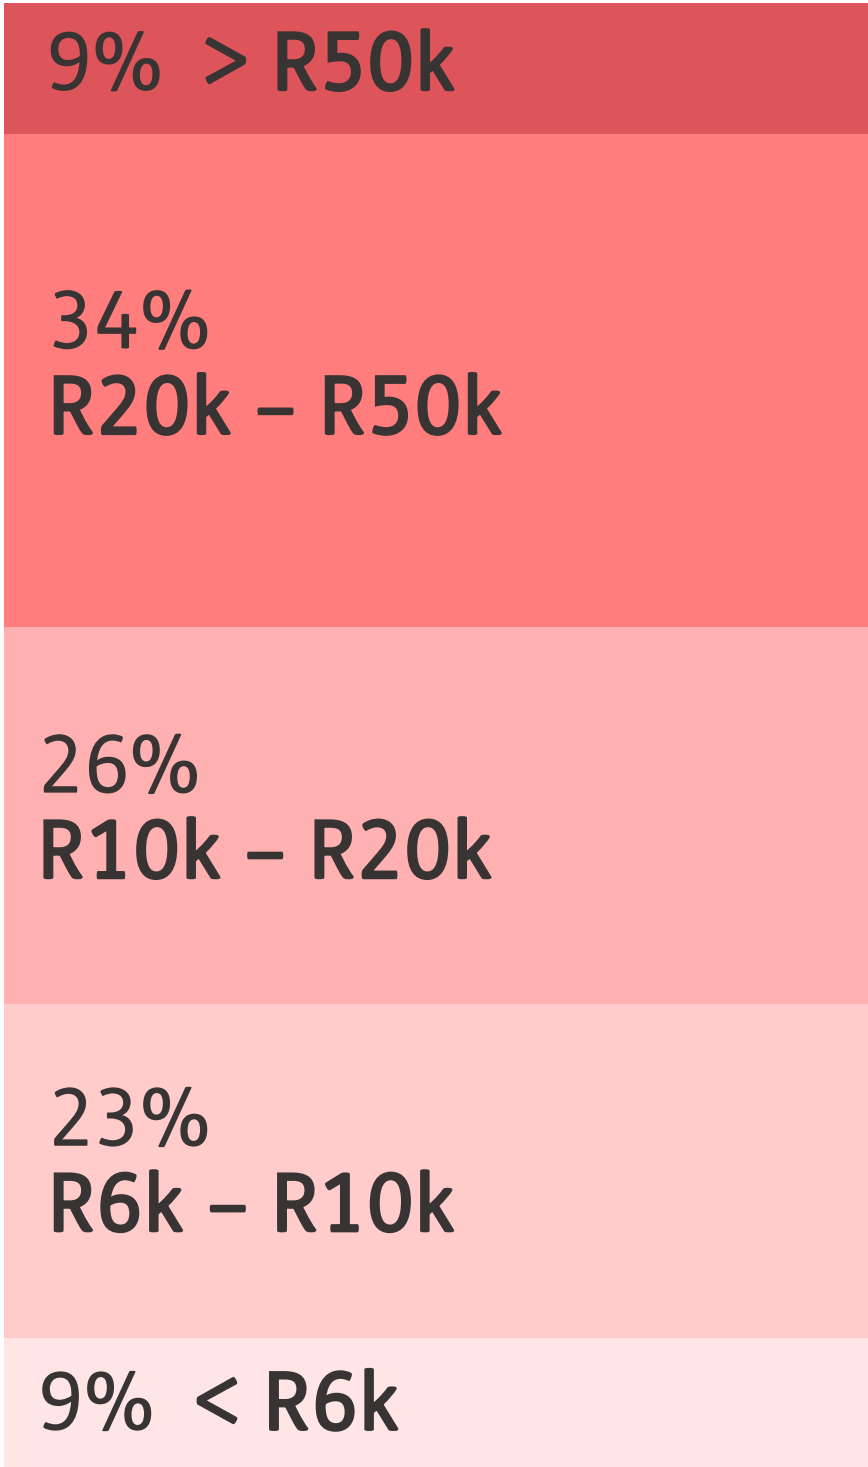 9% > R50k
34%
R20k – R50k
26%
R10k – R20k
23%
R6k – R10k
9% < R6k